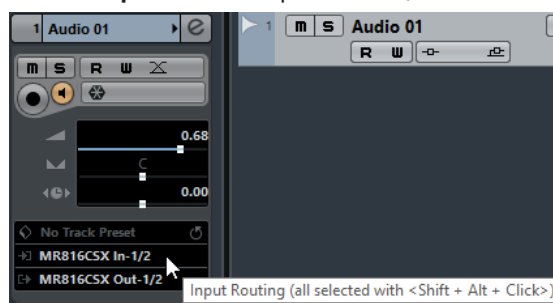 1 Audio 01 e
m s R W
0.68
C
0.00
No Track Preset
MR816CSX In-1/2
MR816CSX Out-1/2
1 m s Audio 01
R W
Input Routing (all selected with <Shift + Alt + Click>)